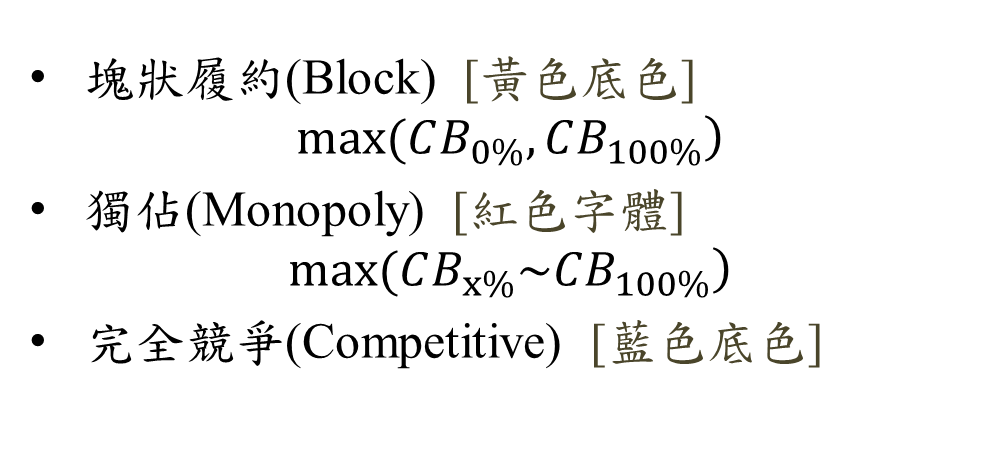 • 塊狀履約(Block) [黃色底色]
max(𝐶𝐵₀%, 𝐶𝐵₁₀₀%)
• 獨佔(Monopoly) [紅色字體]
max(𝐶𝐵ₓ%~𝐶𝐵₁₀₀%)
• 完全競爭(Competitive) [藍色底色]